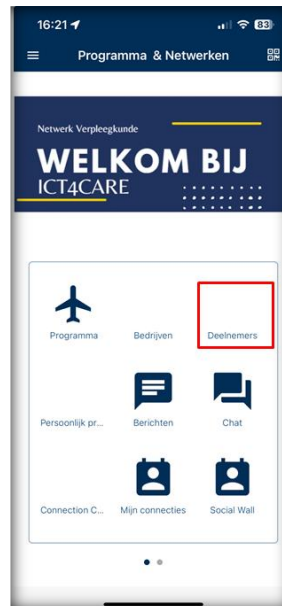 16:21
83
Programma & Netwerken
Netwerk Verpleegkunde
WELKOM BIJ
ICT4CARE
Programma Bedrijven Deelnemers
Persoonlijk pr... Berichten Chat
Connection C... Mijn connecties Social Wall